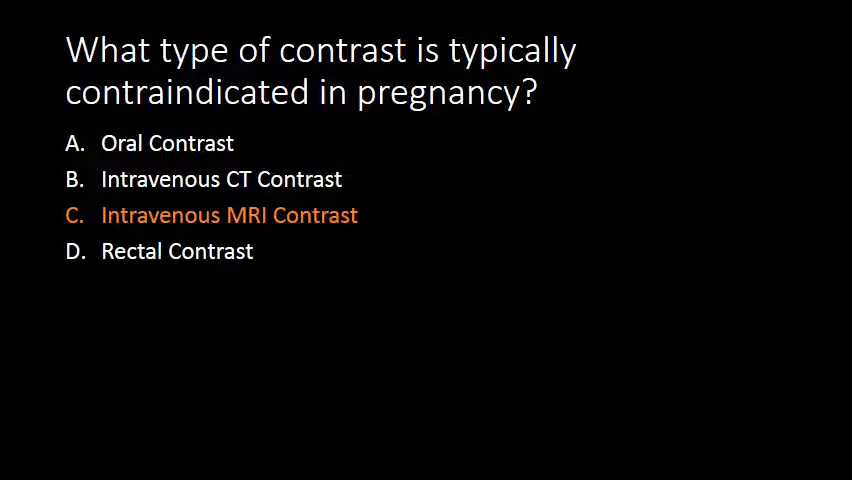 What type of contrast is typically
contraindicated in pregnancy?
A. Oral Contrast
B. Intravenous CT Contrast
C. Intravenous MRI Contrast
D. Rectal Contrast